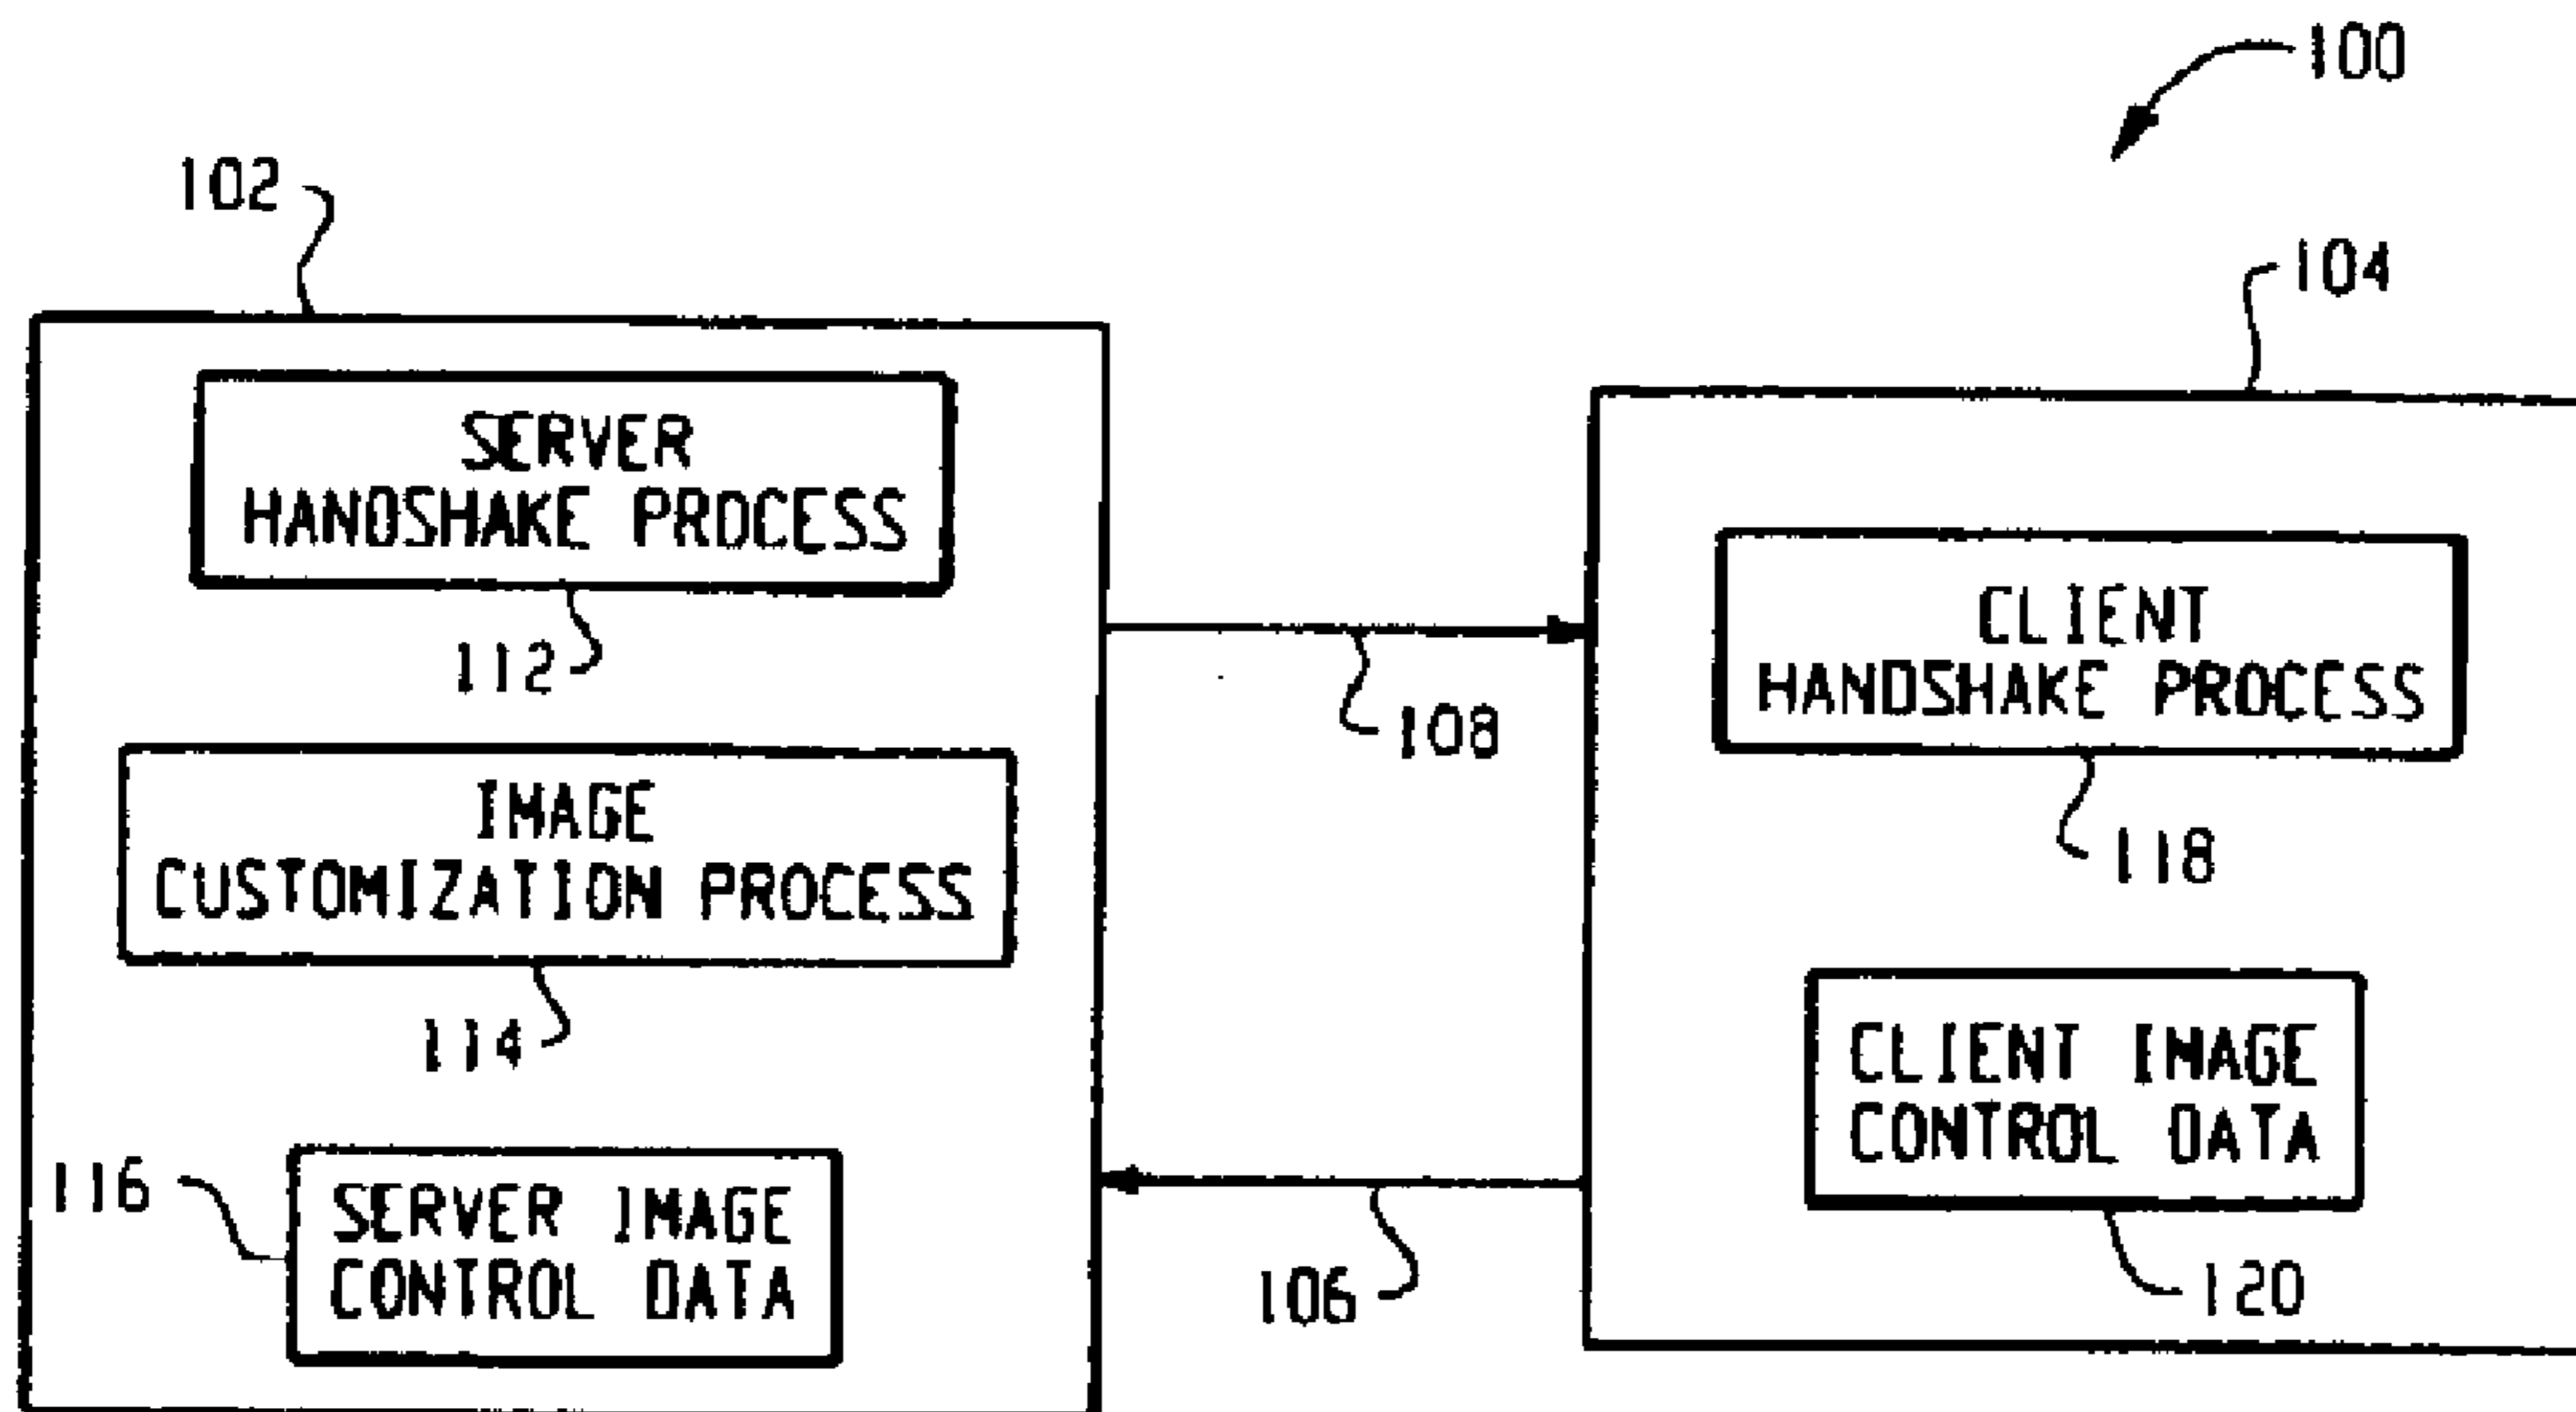 100
102
104
SERVER
HANDSHAKE PROCESS
112
108
CLIENT
HANDSHAKE PROCESS
118
IMAGE
CUSTOMIZATION PROCESS
114
CLIENT IMAGE
CONTROL DATA
120
116
SERVER IMAGE
CONTROL DATA
106